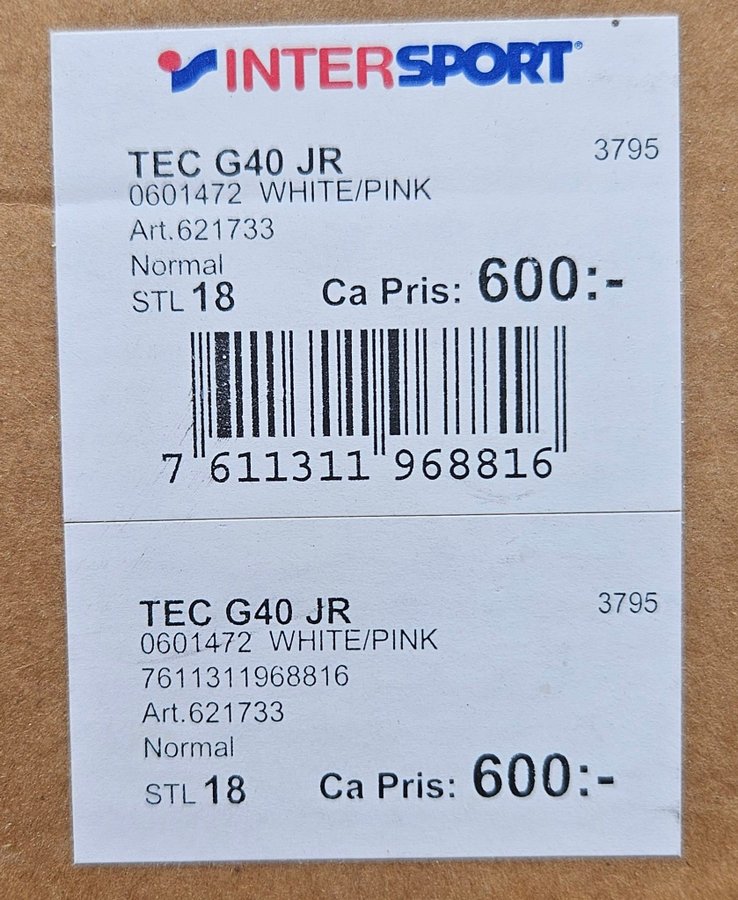 INTERSPORT®
TEC G40 JR 3795
0601472 WHITE/PINK
Art.621733
Normal
STL 18 Ca Pris: 600:-
7 611311 968816
TEC G40 JR 3795
0601472 WHITE/PINK
7611311968816
Art.621733
Normal
STL 18 Ca Pris: 600:-